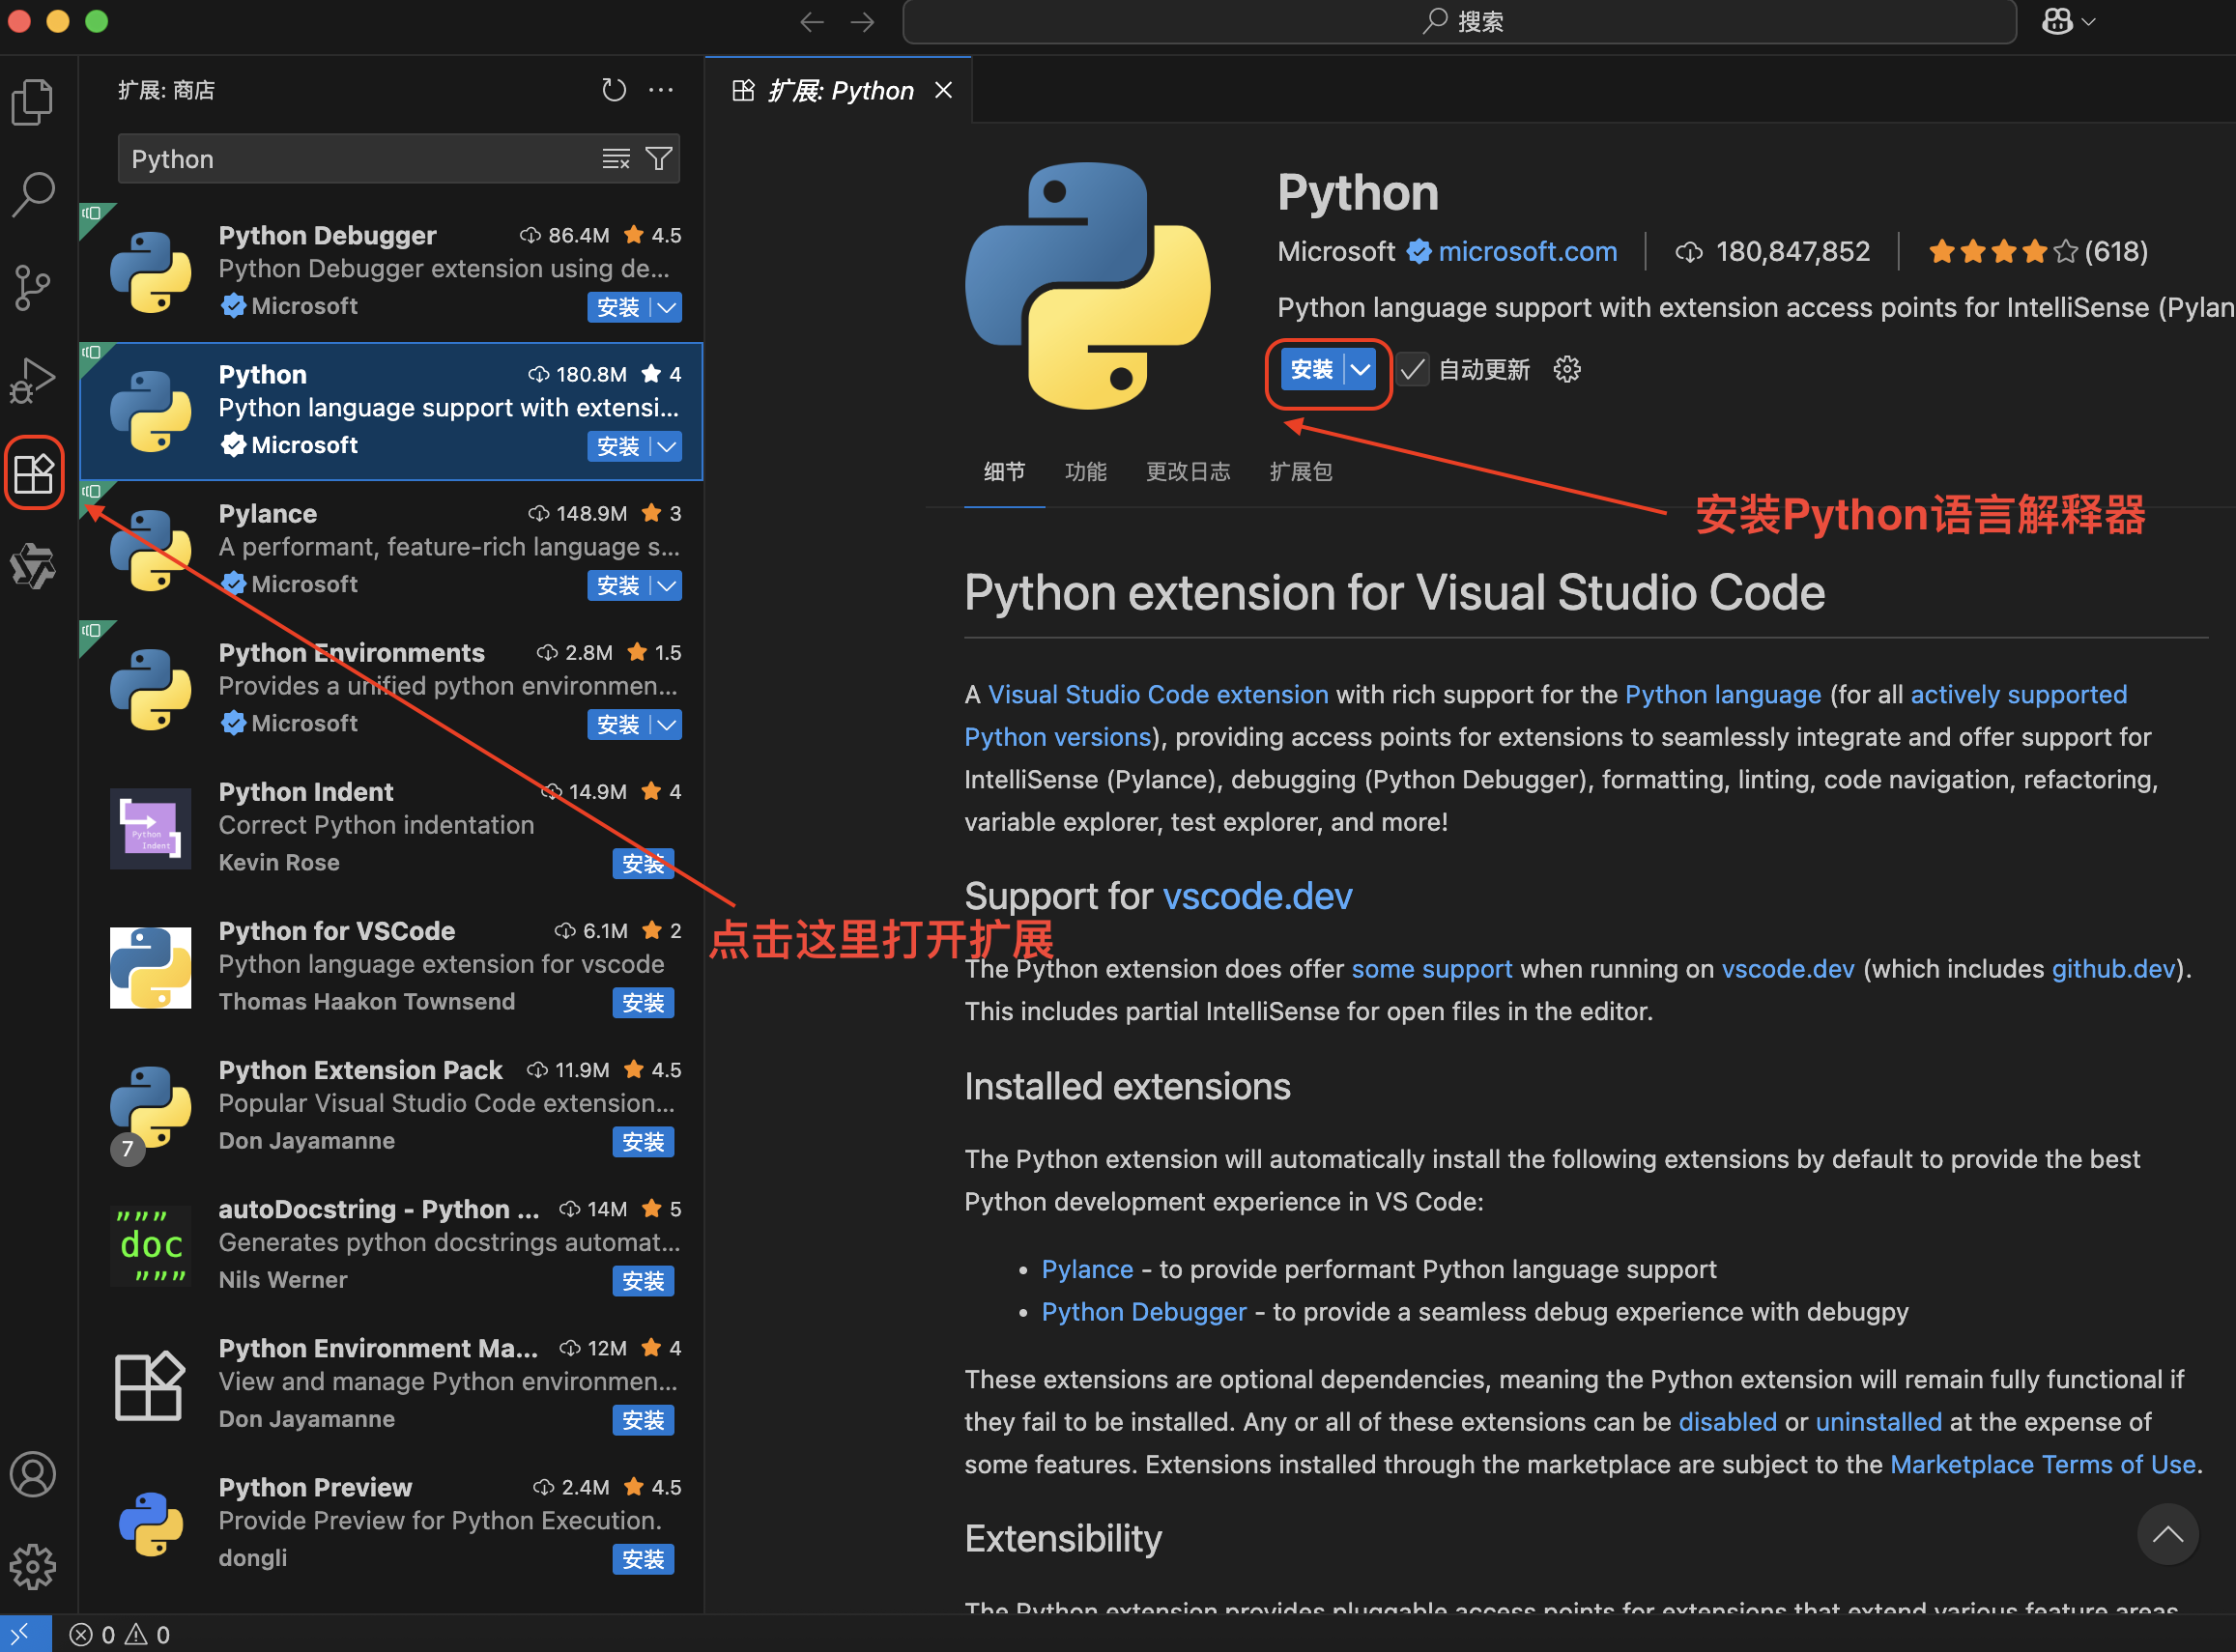 搜索
扩展: 商店
扩展: Python
Python
Python Debugger 86.4M 4.5
Python Debugger extension using de...
Microsoft 安装
Python 180.8M 4
Python language support with extensi...
Microsoft 安装
Pylance 148.9M 3
A performant, feature-rich language s...
Microsoft 安装
Python Environments 2.8M 1.5
Provides a unified python environmen...
Microsoft 安装
Python Indent 14.9M 4
Correct Python indentation
Kevin Rose 安装
Python
Indent
Python for VSCode 6.1M 2
Python language extension for vscode
Thomas Haakon Townsend 安装
Python Extension Pack 11.9M 4.5
Popular Visual Studio Code extension...
Don Jayamanne 安装
7
autoDocstring - Python ... 14M 5
Generates python docstrings automat...
Nils Werner 安装
"""
doc
"""
Python Environment Ma... 12M 4
View and manage Python environmen...
Don Jayamanne 安装
Python Preview 2.4M 4.5
Provide Preview for Python Execution.
dongli 安装
点击这里打开扩展
Python
Microsoft microsoft.com 180,847,852 (618)
Python language support with extension access points for IntelliSense (Pylan
安装 自动更新
细节 功能 更改日志 扩展包
安装Python语言解释器
Python extension for Visual Studio Code
A Visual Studio Code extension with rich support for the Python language (for all actively supported
Python versions), providing access points for extensions to seamlessly integrate and offer support for
IntelliSense (Pylance), debugging (Python Debugger), formatting, linting, code navigation, refactoring,
variable explorer, test explorer, and more!
Support for vscode.dev
The Python extension does offer some support when running on vscode.dev (which includes github.dev).
This includes partial IntelliSense for open files in the editor.
Installed extensions
The Python extension will automatically install the following extensions by default to provide the best
Python development experience in VS Code:
• Pylance - to provide performant Python language support
• Python Debugger - to provide a seamless debug experience with debugpy
These extensions are optional dependencies, meaning the Python extension will remain fully functional if
they fail to be installed. Any or all of these extensions can be disabled or uninstalled at the expense of
some features. Extensions installed through the marketplace are subject to the Marketplace Terms of Use.
Extensibility
The Python extension provides pluggable access points for extensions that extend various feature areas
0 0